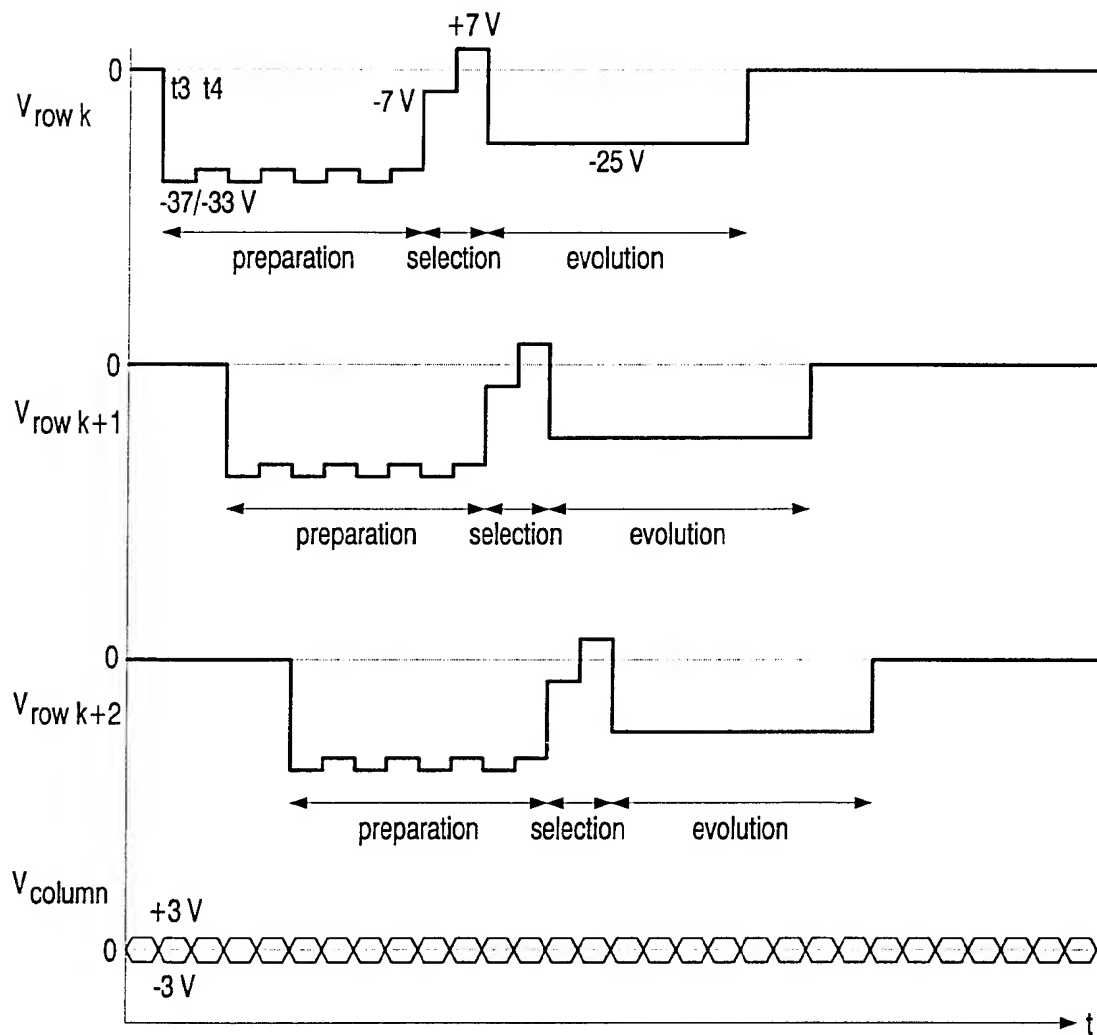 +7 V
0
t3 t4
V row k
-7 V
-25 V
-37/-33 V
preparation selection evolution
0
V row k+1
preparation selection evolution
0
V row k+2
preparation selection evolution
V column
+3 V
0
-3 V
t